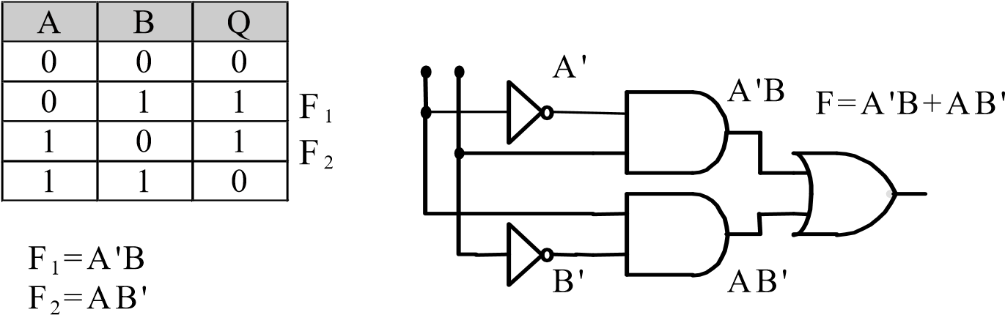 A B Q
0 0 0
0 1 1 F₁
1 0 1 F₂
1 1 0
F₁=A'B
F₂=AB'
A'
A'B
F=A'B+AB'
B'
AB'